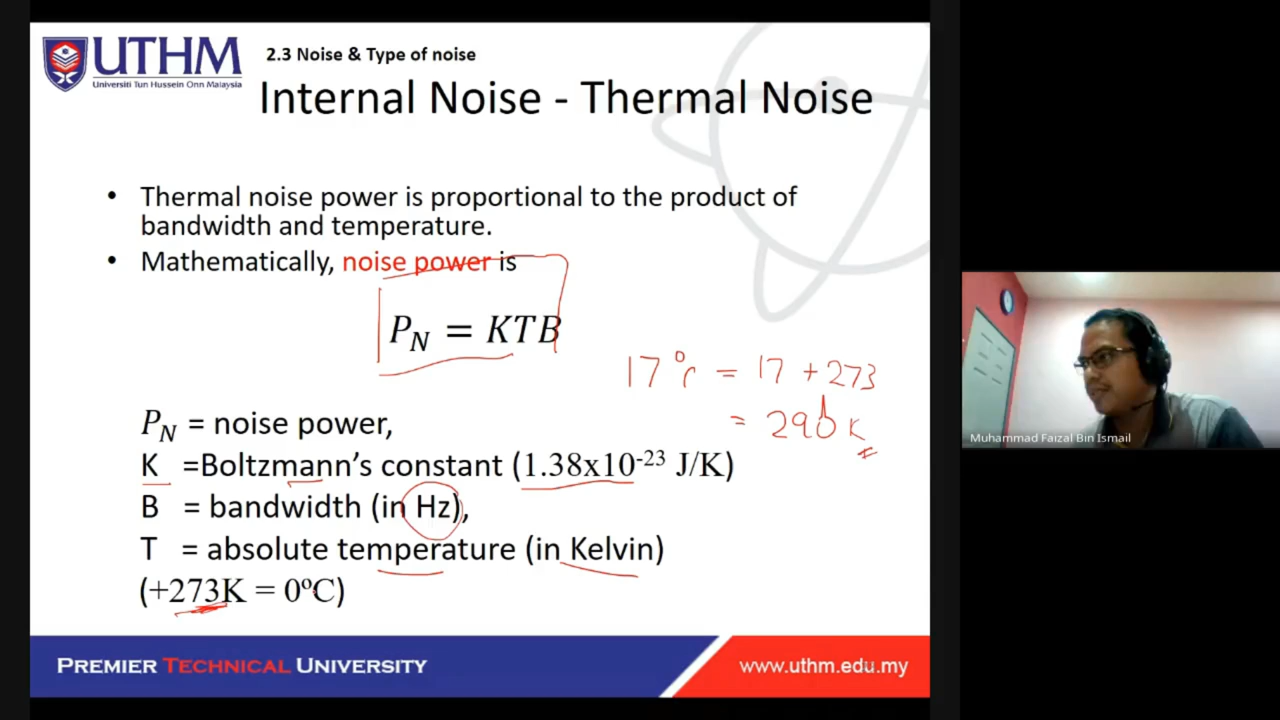 UTHM
Universiti Tun Hussein Onn Malaysia
2.3 Noise & Type of noise
Internal Noise - Thermal Noise
• Thermal noise power is proportional to the product of
bandwidth and temperature.
• Mathematically, noise power is
P_N = KTB
17 °C = 17 + 273
= 290 K
P_N = noise power,
K =Boltzmann's constant (1.38x10⁻²³ J/K)
B = bandwidth (in Hz),
T = absolute temperature (in Kelvin)
(+273K = 0ºC)
PREMIER TECHNICAL UNIVERSITY
www.uthm.edu.my
Muhammad Faizal Bin Ismail